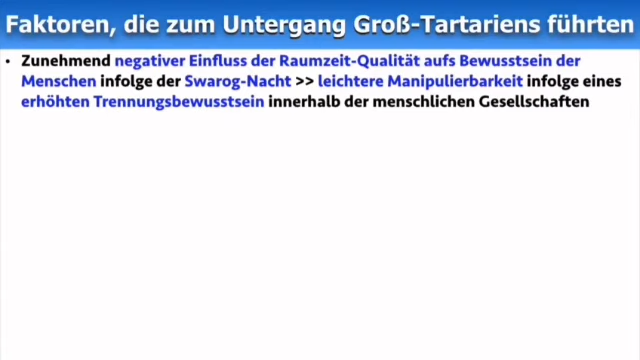 Faktoren, die zum Untergang Groß-Tartariens führten
• Zunehmend negativer Einfluss der Raumzeit-Qualität aufs Bewusstsein der
Menschen infolge der Swarog-Nacht >> leichtere Manipulierbarkeit infolge eines
erhöhten Trennungsbewusstsein innerhalb der menschlichen Gesellschaften